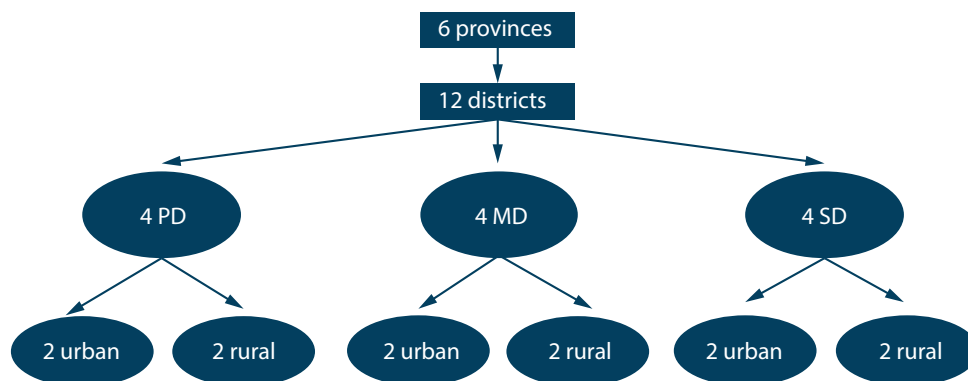 6 provinces
12 districts
4 PD
4 MD
4 SD
2 urban
2 rural
2 urban
2 rural
2 urban
2 rural